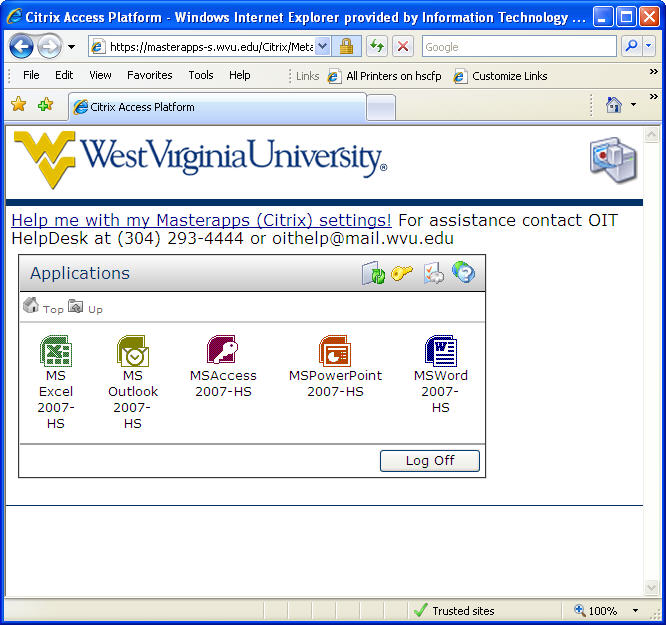 Citrix Access Platform - Windows Internet Explorer provided by Information Technology ...
https://masterapps-s.wvu.edu/Citrix/Meta
Google
File Edit View Favorites Tools Help Links All Printers on hscfp Customize Links »
Citrix Access Platform »
West Virginia University®
Help me with my Masterapps (Citrix) settings! For assistance contact OIT
HelpDesk at (304) 293-4444 or oithelp@mail.wvu.edu
Applications
Top Up
MS
Excel
2007-
HS
MS
Outlook
2007-
HS
MSAccess
2007-HS
MSPowerPoint
2007-HS
MSWord
2007-
HS
Log Off
Trusted sites 100%